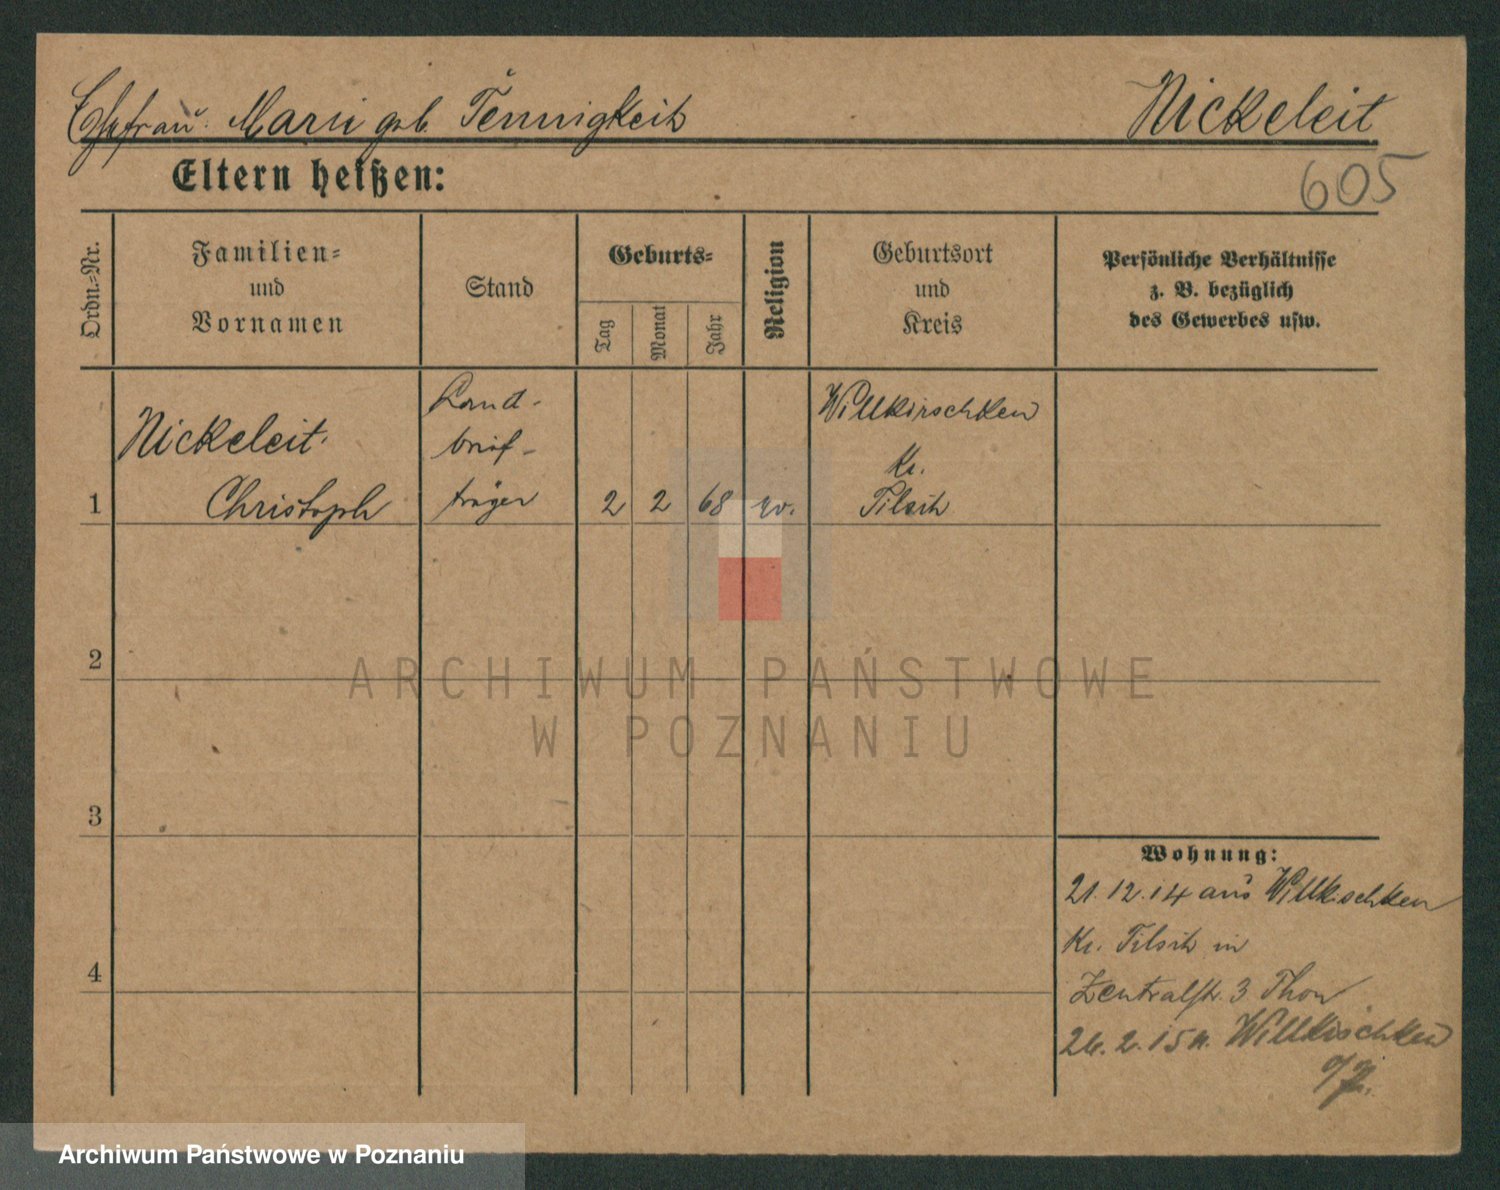 Ehefrau: Marie geb. Tennigkeit
Nickeleit
605
Eltern heißen:
Ordn.-Nr.
Familien-
und
Vornamen
Stand
Geburts-
Tag
Monat
Jahr
Religion
Geburtsort
und
Kreis
Persönliche Verhältnisse
z. B. bezüglich
des Gewerbes usw.
1
Nickeleit
Christoph
Land-
brief-
träger
2
2
68
ev.
Willkischken
Kr.
Tilsit
2
3
4
Wohnung:
21.12.14 aus Willkischken
Kr. Tilsit in
Zentralstr. 3 Thon
26.2.15 n. Willkischken
ARCHIWUM PAŃSTWOWE
W POZNANIU
Archiwum Państwowe w Poznaniu